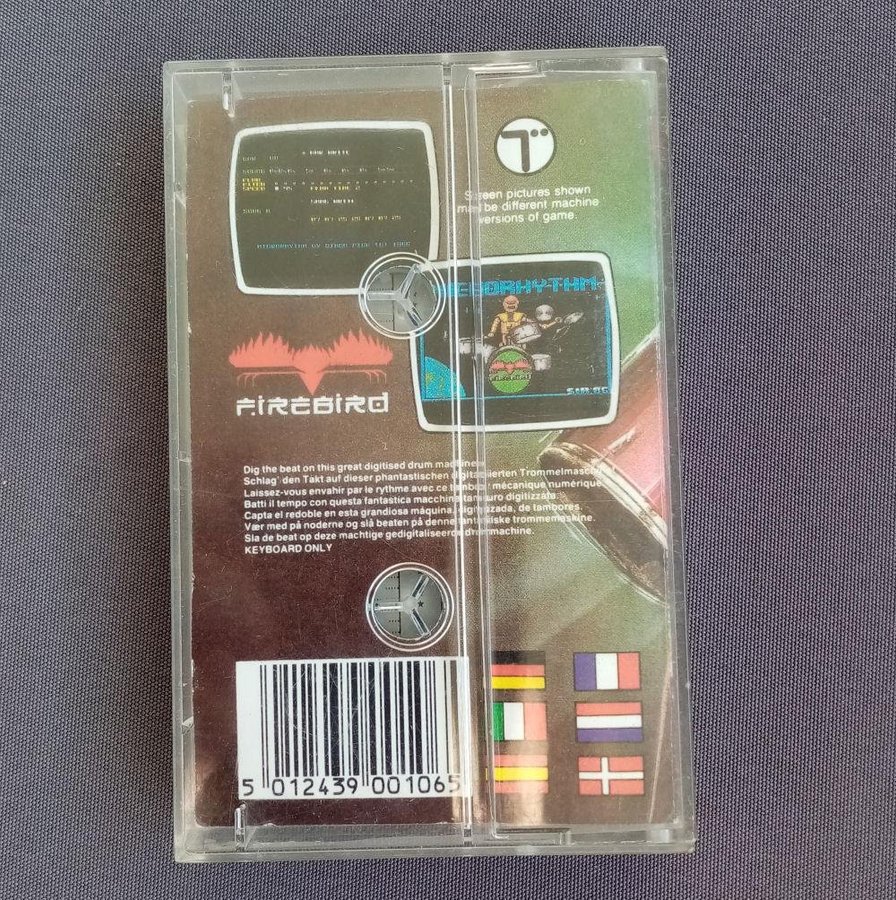 Screen pictures shown
may be different machine
versions of game.
MICRORHYTHM
FIREBIRD
Dig the beat on this great digitised drum machine.
Schlag' den Takt auf dieser phantastischen digitalisierten Trommelmaschine!
Laissez-vous envahir par le rythme avec ce tambour mécanique numérique.
Batti il tempo con questa fantastica macchina tamburo digitizzata.
Capta el redoble en esta grandiosa máquina, digitizada, de tambores.
Vær med på noderne og slå beaten på denne fantastiske trommemaskine.
Sla de beat op deze machtige gedigitaliseerde drummachine.
KEYBOARD ONLY
5 012439 001065